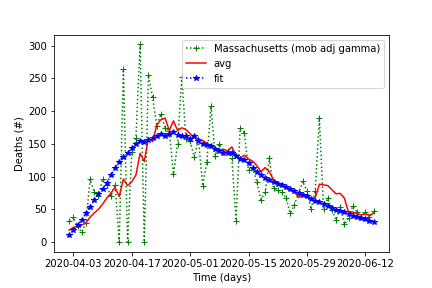 Massachusetts (mob adj gamma)
avg
fit
Deaths (#)
300
250
200
150
100
50
0
2020-04-03 2020-04-17 2020-05-01 2020-05-15 2020-05-29 2020-06-12
Time (days)